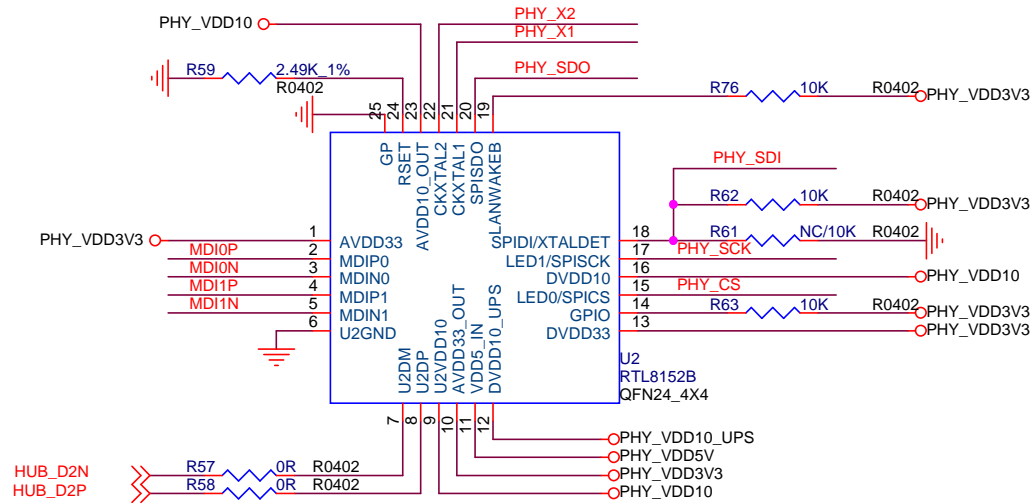 PHY_X2
PHY_VDD10
PHY_X1
R59 2.49K_1%
R0402
PHY_SDO
R76 10K R0402 PHY_VDD3V3
25 24 23 22 21 20 19
GP RSET AVDD10_OUT CKXTAL2 CKXTAL1 SPISDO LANWAKEB
PHY_SDI
R62 10K R0402 PHY_VDD3V3
PHY_VDD3V3 1 AVDD33
SPIDI/XTALDET 18 R61 NC/10K R0402
MDI0P 2 MDIP0
LED1/SPISCK 17 PHY_SCK
MDI0N 3 MDIN0
DVDD10 16 PHY_VDD10
MDI1P 4 MDIP1
LED0/SPICS 15 PHY_CS
MDI1N 5 MDIN1
GPIO 14 R63 10K R0402 PHY_VDD3V3
6 U2GND
DVDD33 13 PHY_VDD3V3
U2DM U2DP U2VDD10 AVDD33_OUT VDD5_IN DVDD10_UPS
7 8 9 10 11 12
U2
RTL8152B
QFN24_4X4
PHY_VDD10_UPS
PHY_VDD5V
HUB_D2N R57 0R R0402 PHY_VDD3V3
HUB_D2P R58 0R R0402 PHY_VDD10